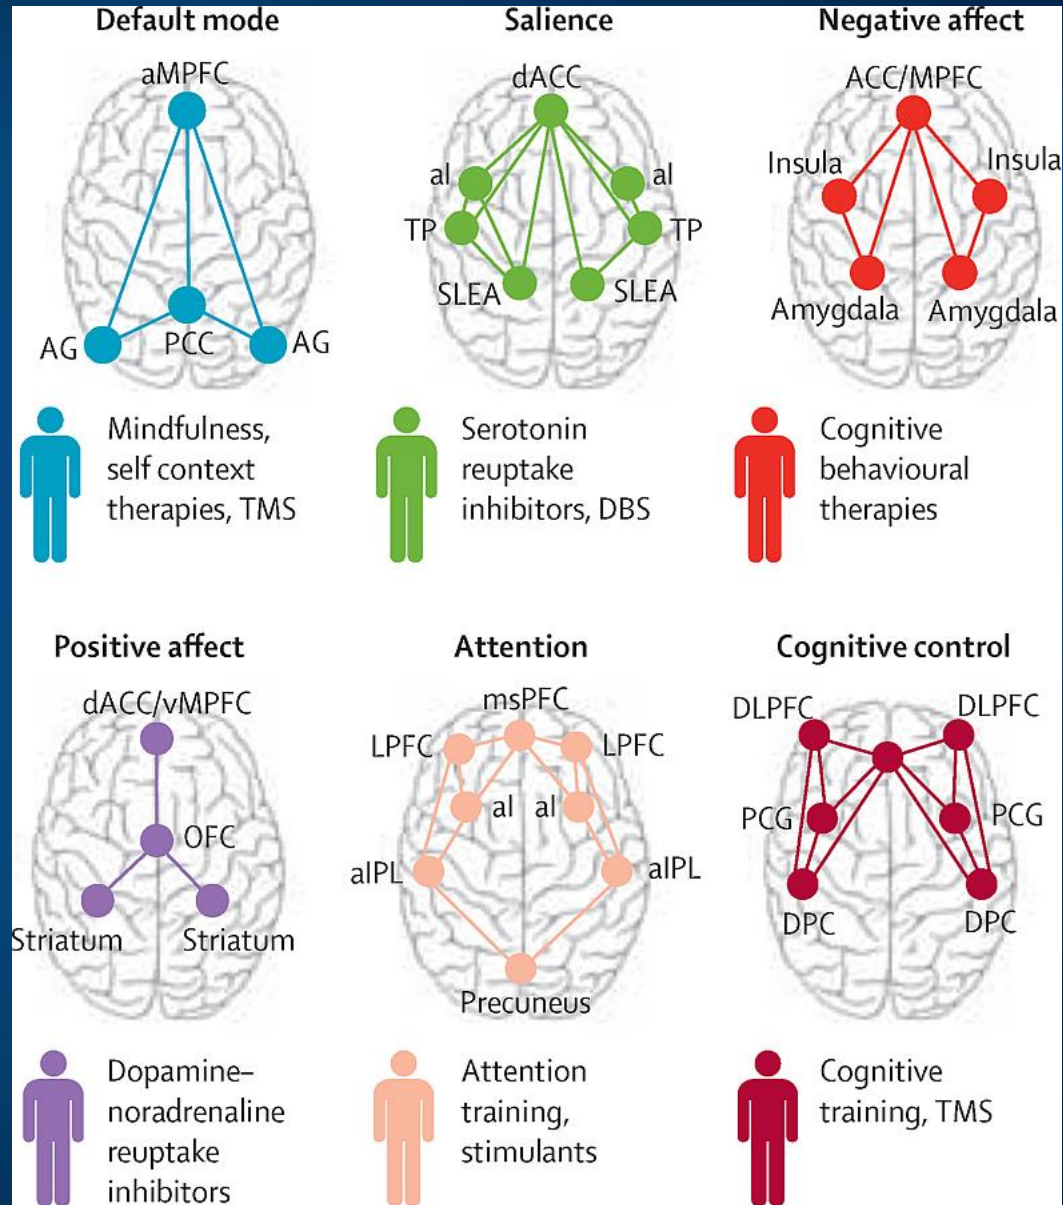 Default mode
aMPFC
AG
PCC
AG
Mindfulness,
self context
therapies, TMS
Salience
dACC
aI
aI
TP
TP
SLEA
SLEA
Serotonin
reuptake
inhibitors, DBS
Negative affect
ACC/MPFC
Insula
Insula
Amygdala
Amygdala
Cognitive
behavioural
therapies
Positive affect
dACC/vMPFC
OFC
Striatum
Striatum
Dopamine–
noradrenaline
reuptake
inhibitors
Attention
msPFC
LPFC
LPFC
aI
aI
aIPL
aIPL
Precuneus
Attention
training,
stimulants
Cognitive control
DLPFC
DLPFC
PCG
PCG
DPC
DPC
Cognitive
training, TMS